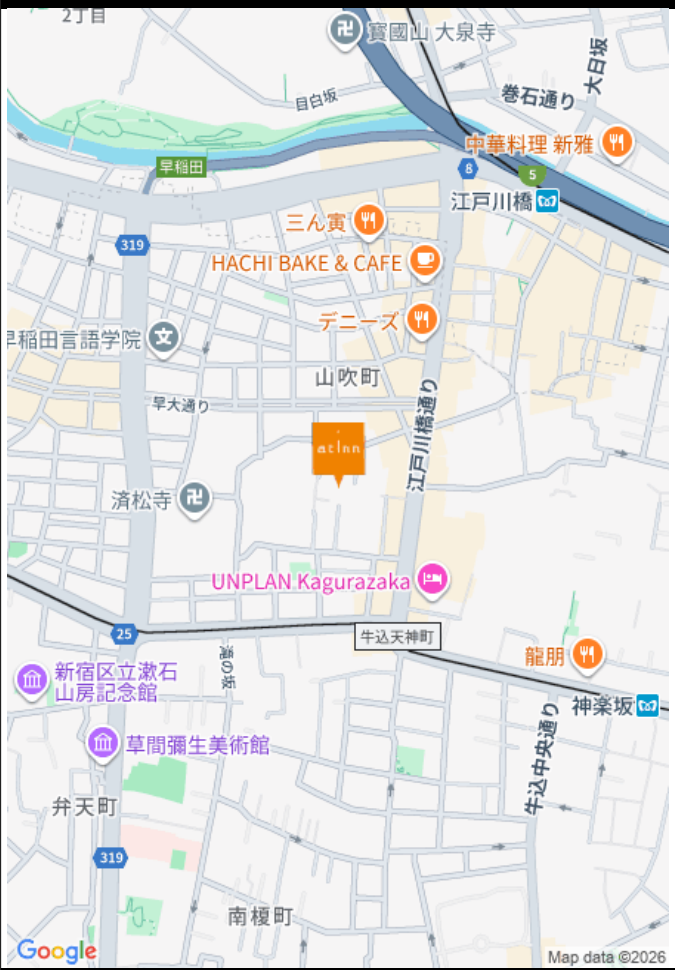 2丁目
寶國山 大泉寺
大日坂
目白坂
巻石通り
中華料理 新雅
早稲田
8
5
江戸川橋
三ん寅
319
HACHI BAKE & CAFE
デニーズ
早稲田言語学院
山吹町
早大通り
江戸川橋通り
atInn
済松寺
UNPLAN Kagurazaka
25
牛込天神町
滝の坂
龍朋
新宿区立漱石
山房記念館
神楽坂
草間彌生美術館
牛込中央通り
弁天町
319
南榎町
Google
Map data ©2026